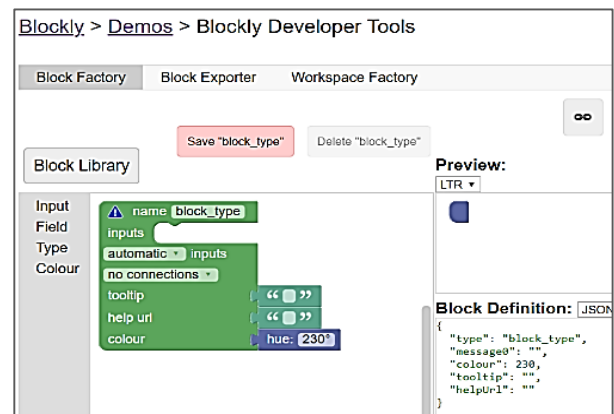 Blockly > Demos > Blockly Developer Tools
Block Factory Block Exporter Workspace Factory
Save "block_type" Delete "block_type"
Block Library
Preview:
LTR ▾
Input
Field
Type
Colour
name block_type
inputs
automatic ▾ inputs
no connections ▾
tooltip “ ”
help url “ ”
colour hue: 230°
Block Definition: JSON
{
"type": "block_type",
"message0": "",
"colour": 230,
"tooltip": "",
"helpUrl": ""
}